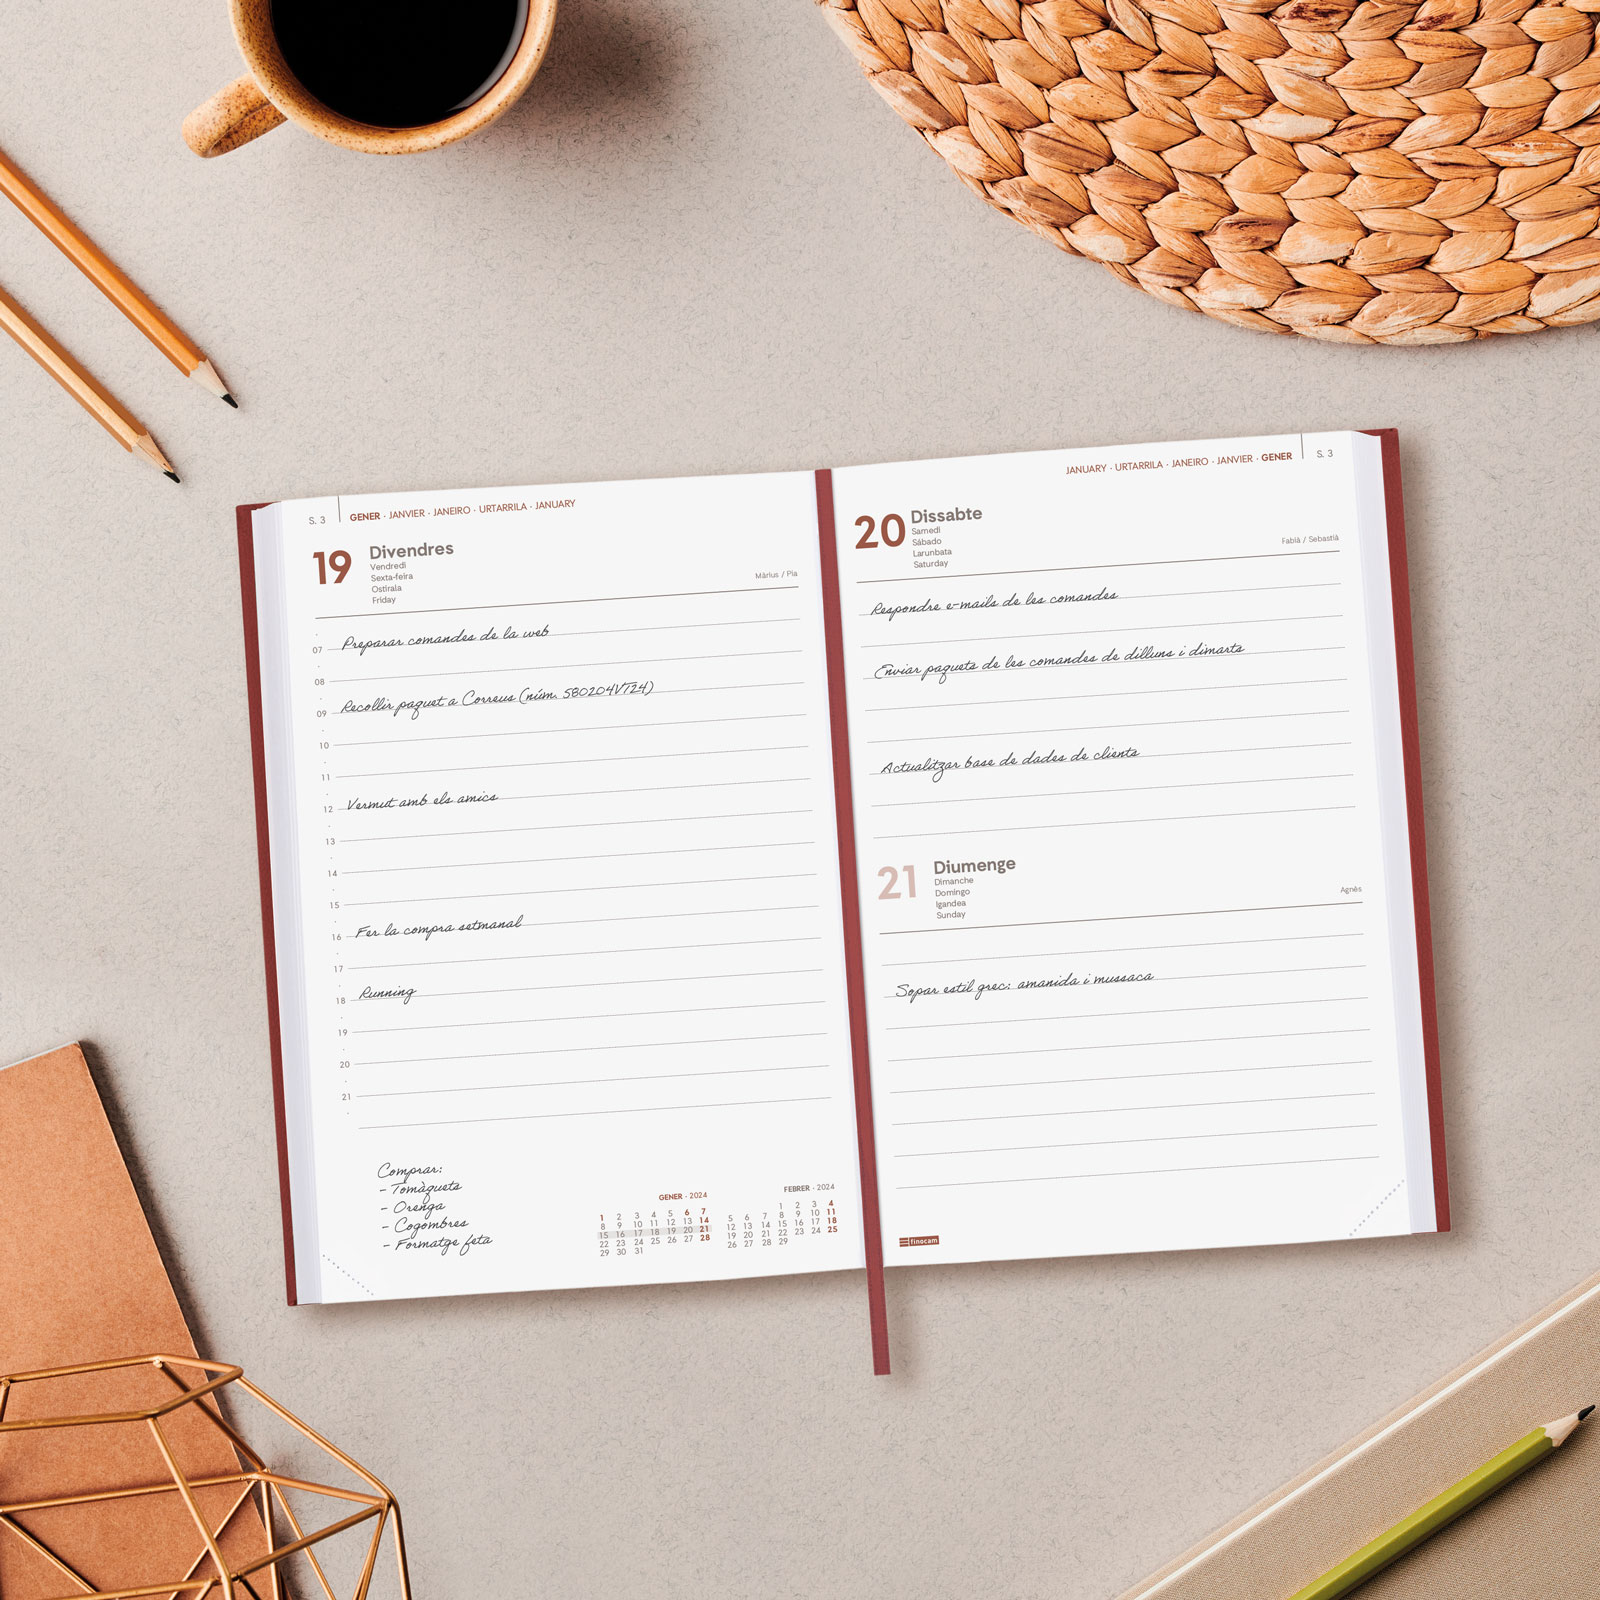 S. 3 GENER · JANVIER · JANEIRO · URTARRILA · JANUARY
19 Divendres
Vendredi
Sexta-feira
Ostirala
Friday
Màrius / Pia
07 Preparar comandes de la web
08
09 Recollir paquet a Correus (núm. 580204VT24)
10
11
12 Vermut amb els amics
13
14
15
16 Fer la compra setmanal
17
18 Running
19
20
21
Comprar:
- Tomàquets
- Orenga
- Cogombres
- Formatge feta
GENER · 2024
1 2 3 4 5 6 7
8 9 10 11 12 13 14
15 16 17 18 19 20 21
22 23 24 25 26 27 28
29 30 31
FEBRER · 2024
1 2 3 4
5 6 7 8 9 10 11
12 13 14 15 16 17 18
19 20 21 22 23 24 25
26 27 28 29
JANUARY · URTARRILA · JANEIRO · JANVIER · GENER S. 3
20 Dissabte
Samedi
Sábado
Larunbata
Saturday
Fabià / Sebastià
Respondre e-mails de les comandes
Enviar paquets de les comandes de dilluns i dimarts
Actualitzar base de dades de clients
21 Diumenge
Dimanche
Domingo
Igandea
Sunday
Agnès
Sopar estil grec: amanida i mussaca
finocam